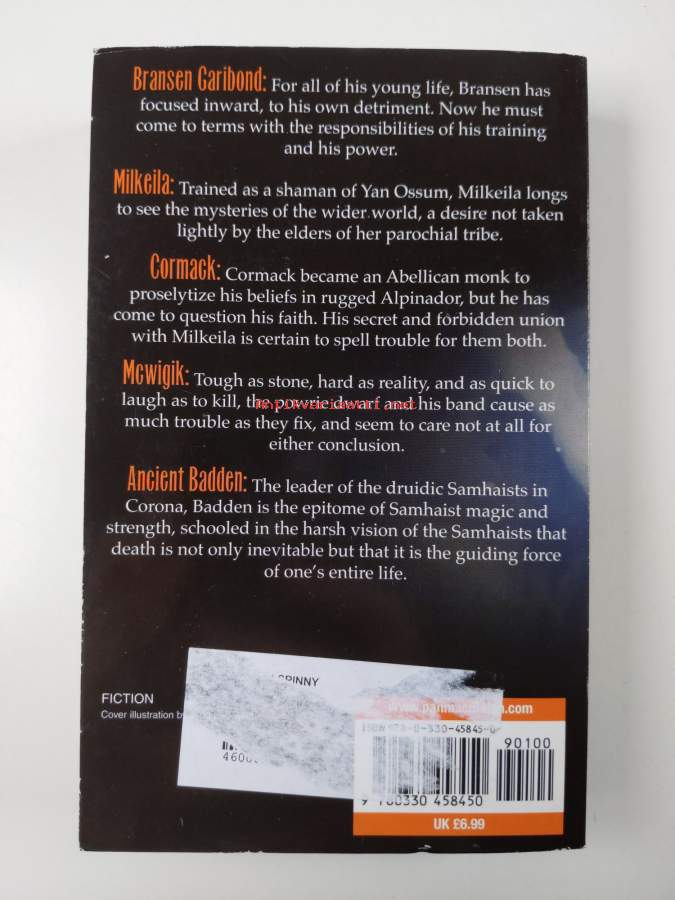 Bransen Garibond: For all of his young life, Bransen has
focused inward, to his own detriment. Now he must
come to terms with the responsibilities of his training
and his power.
Milkeila: Trained as a shaman of Yan Ossum, Milkeila longs
to see the mysteries of the wider world, a desire not taken
lightly by the elders of her parochial tribe.
Cormack: Cormack became an Abellican monk to
proselytize his beliefs in rugged Alpinador, but he has
come to question his faith. His secret and forbidden union
with Milkeila is certain to spell trouble for them both.
Mcwigik: Tough as stone, hard as reality, and as quick to
laugh as to kill, the powrie dwarf and his band cause as
much trouble as they fix, and seem to care not at all for
either conclusion.
Ancient Badden: The leader of the druidic Samhaists in
Corona, Badden is the epitome of Samhaist magic and
strength, schooled in the harsh vision of the Samhaists that
death is not only inevitable but that it is the guiding force
of one's entire life.
FICTION
Cover illustration
90100
UK £6.99